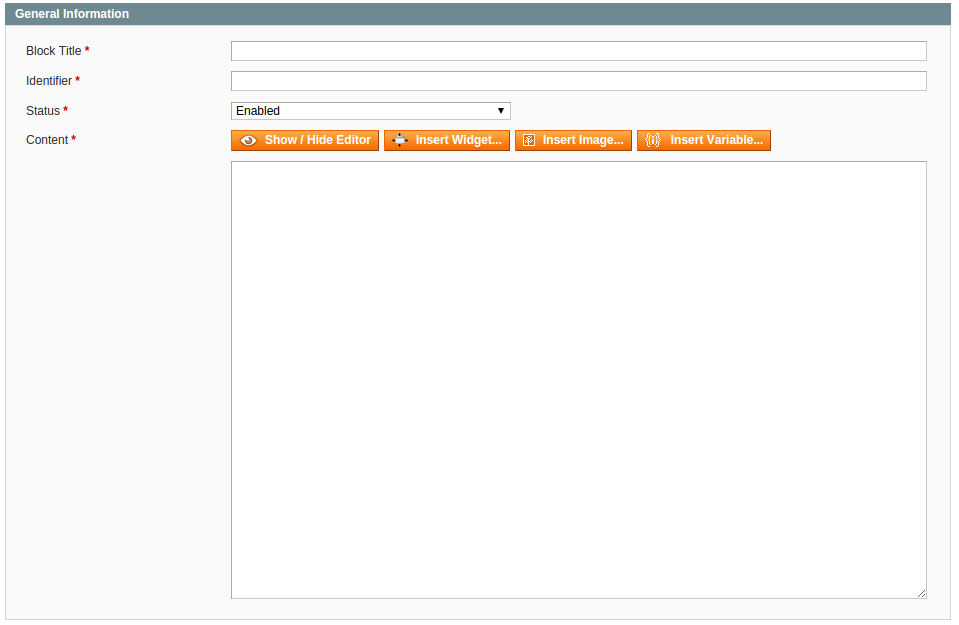 General Information
Block Title *
Identifier *
Status *
Enabled
Content *
Show / Hide Editor Insert Widget... Insert Image... Insert Variable...